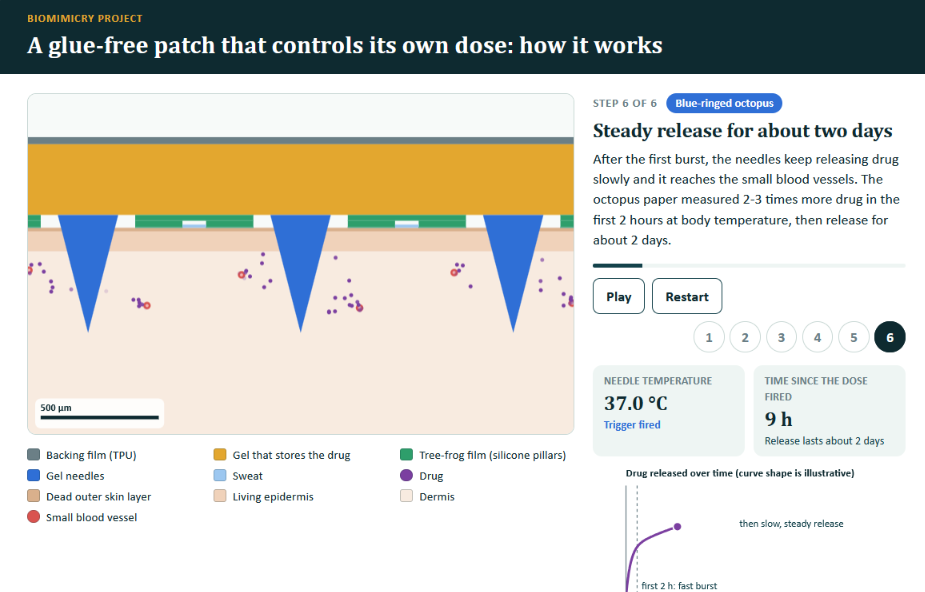 BIOMIMICRY PROJECT
A glue-free patch that controls its own dose: how it works
500 µm
Backing film (TPU)
Gel that stores the drug
Tree-frog film (silicone pillars)
Gel needles
Sweat
Drug
Dead outer skin layer
Living epidermis
Dermis
Small blood vessel
STEP 6 OF 6
Blue-ringed octopus
Steady release for about two days
After the first burst, the needles keep releasing drug
slowly and it reaches the small blood vessels. The
octopus paper measured 2-3 times more drug in the
first 2 hours at body temperature, then release for
about 2 days.
Play
Restart
1
2
3
4
5
6
NEEDLE TEMPERATURE
37.0 °C
Trigger fired
TIME SINCE THE DOSE
FIRED
9 h
Release lasts about 2 days
Drug released over time (curve shape is illustrative)
then slow, steady release
first 2 h: fast burst